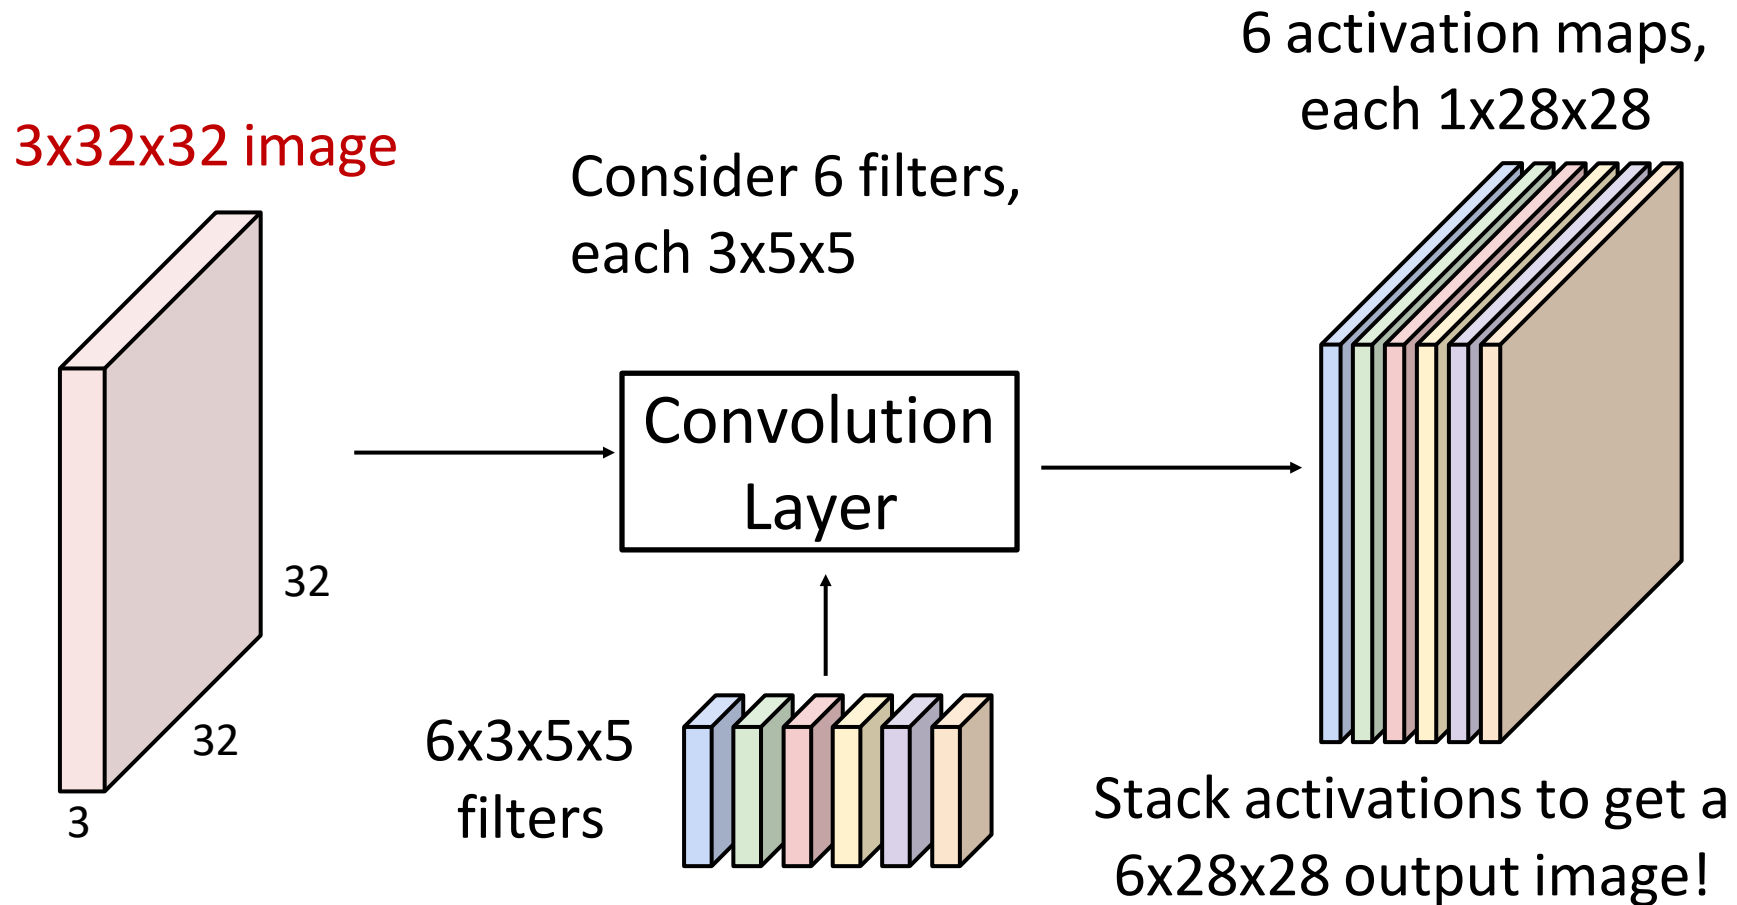 3x32x32 image
32
32
3
Consider 6 filters,
each 3x5x5
Convolution
Layer
6x3x5x5
filters
6 activation maps,
each 1x28x28
Stack activations to get a
6x28x28 output image!